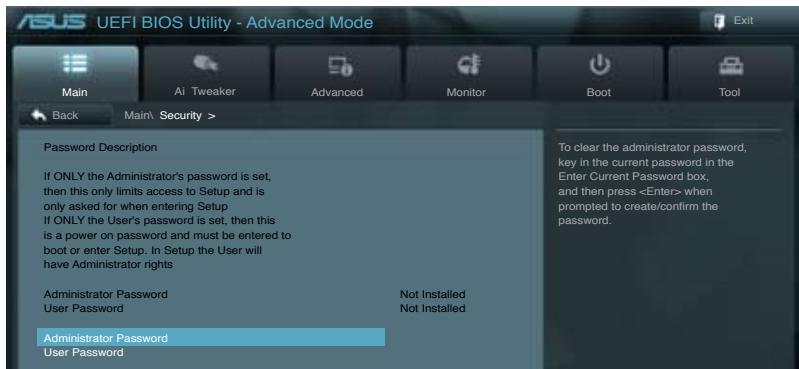 ASUS UEFI BIOS Utility - Advanced Mode
Exit
Main
Ai Tweaker
Advanced
Monitor
Boot
Tool
Back
Main\ Security >
Password Description
If ONLY the Administrator's password is set,
then this only limits access to Setup and is
only asked for when entering Setup
If ONLY the User's password is set, then this
is a power on password and must be entered to
boot or enter Setup. In Setup the User will
have Administrator rights
Administrator Password Not Installed
User Password Not Installed
Administrator Password
User Password
To clear the administrator password,
key in the current password in the
Enter Current Password box,
and then press <Enter> when
prompted to create/confirm the
password.